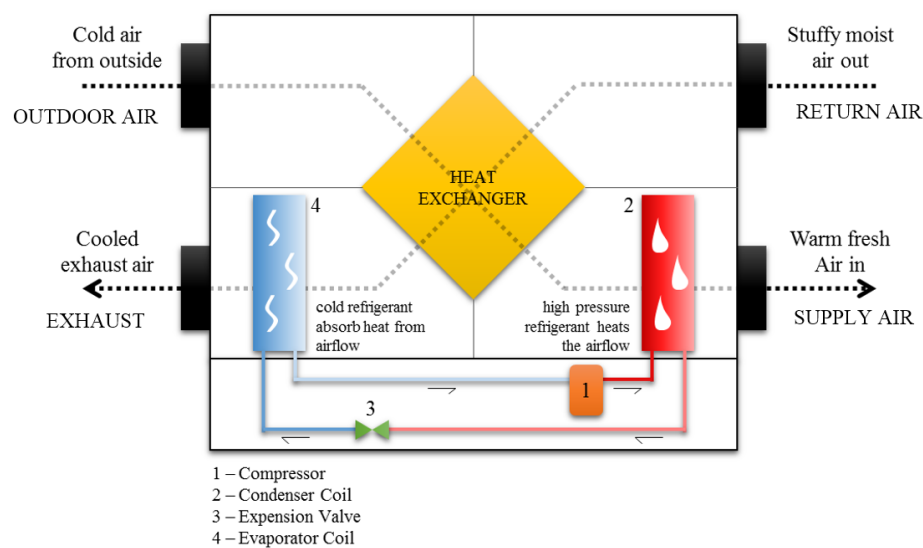 Cold air
from outside
OUTDOOR AIR
Stuffy moist
air out
RETURN AIR
HEAT
EXCHANGER
4
2
Cooled
exhaust air
EXHAUST
Warm fresh
Air in
SUPPLY AIR
cold refrigerant
absorb heat from
airflow
high pressure
refrigerant heats
the airflow
1
3
1 – Compressor
2 – Condenser Coil
3 – Expension Valve
4 – Evaporator Coil